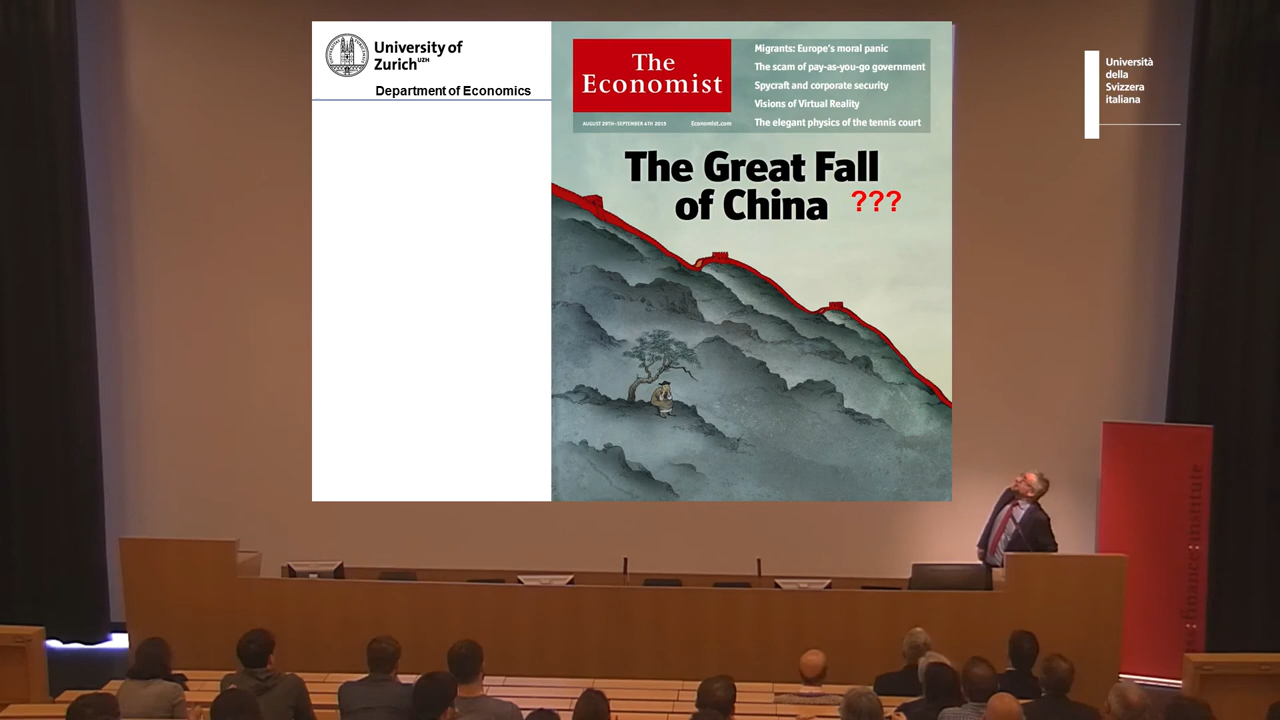 University of
Zurich UZH
Department of Economics
The
Economist
AUGUST 29TH–SEPTEMBER 4TH 2015
Economist.com
Migrants: Europe's moral panic
The scam of pay-as-you-go government
Spycraft and corporate security
Visions of Virtual Reality
The elegant physics of the tennis court
The Great Fall
of China ???
Università
della
Svizzera
italiana
:finance:institute